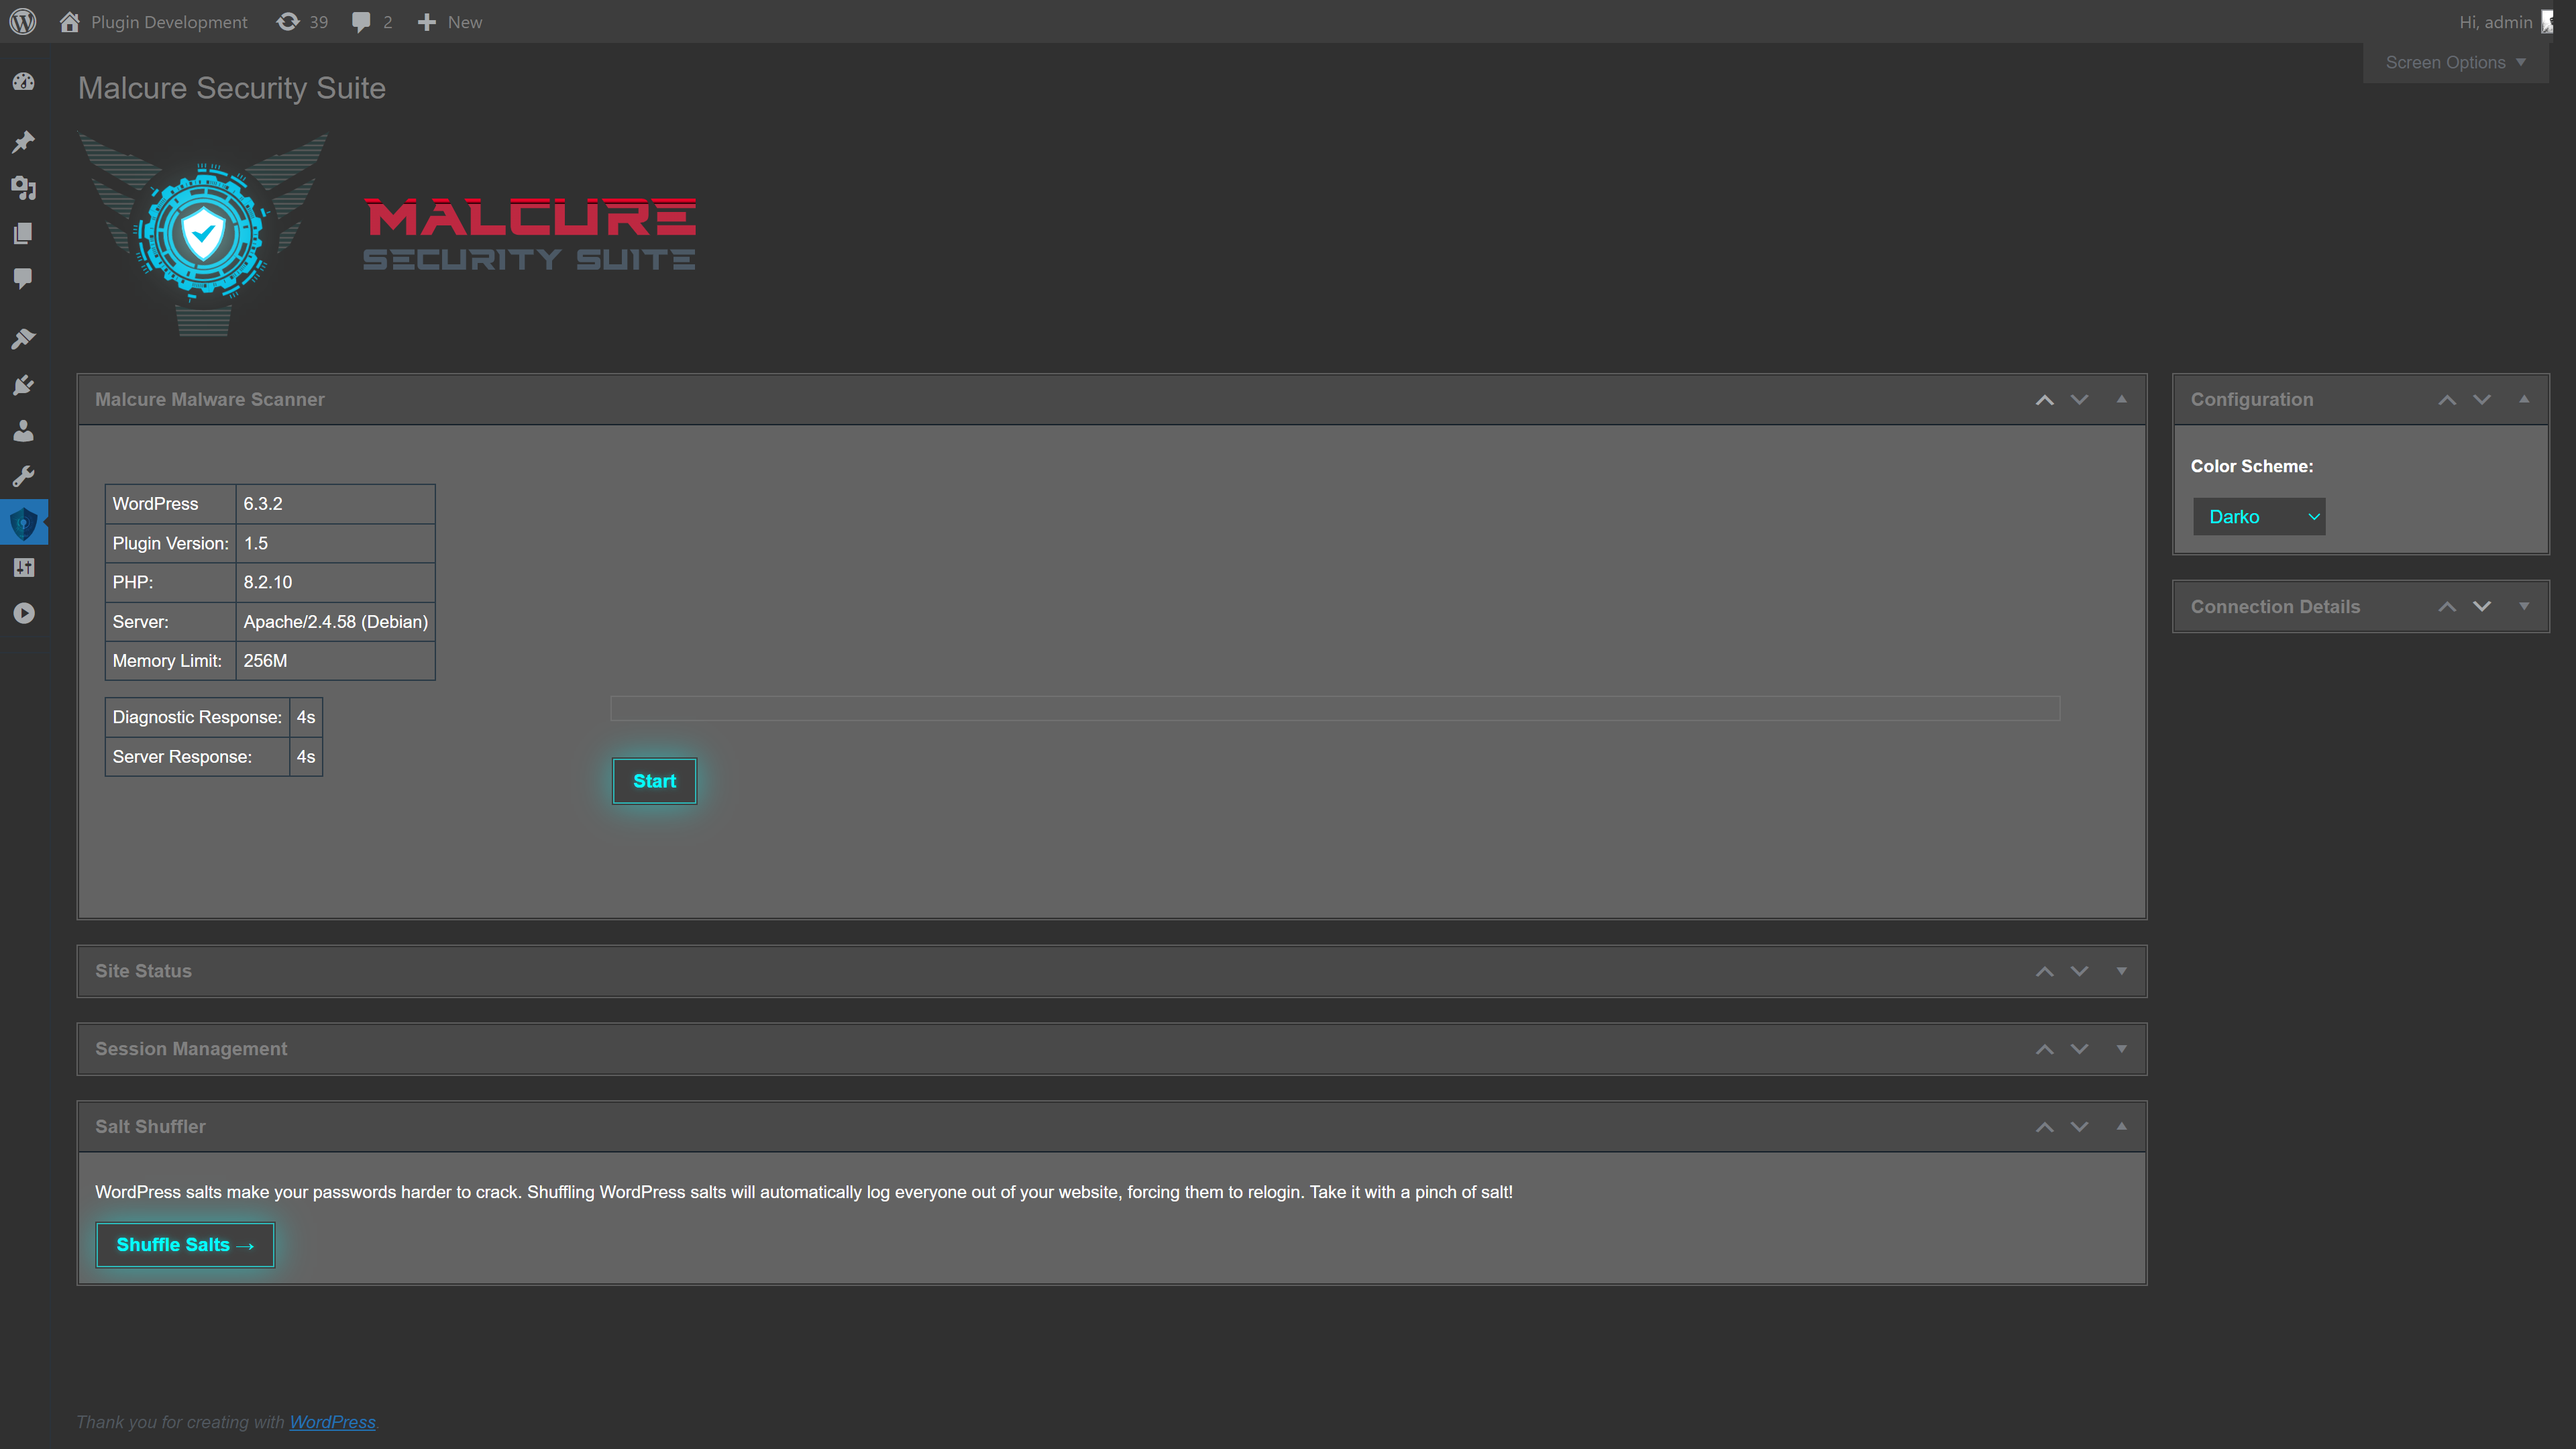 Plugin Development 39 2 New Hi, admin
Screen Options
Malcure Security Suite
MALCURE
SECURITY SUITE
Malcure Malware Scanner
WordPress 6.3.2
Plugin Version: 1.5
PHP: 8.2.10
Server: Apache/2.4.58 (Debian)
Memory Limit: 256M
Diagnostic Response: 4s
Server Response: 4s
Start
Site Status
Session Management
Salt Shuffler
WordPress salts make your passwords harder to crack. Shuffling WordPress salts will automatically log everyone out of your website, forcing them to relogin. Take it with a pinch of salt!
Shuffle Salts →
Configuration
Color Scheme:
Darko
Connection Details
Thank you for creating with WordPress.